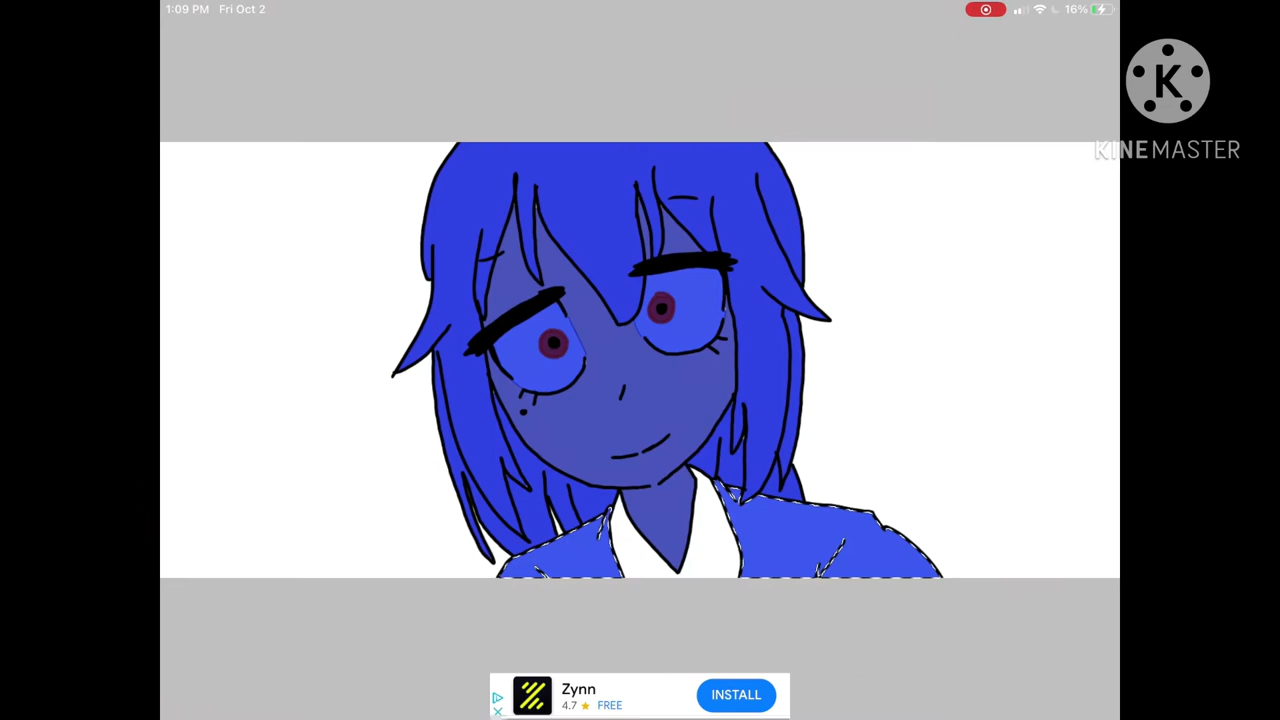 1:09 PM Fri Oct 2
16%
K
KINEMASTER
Zynn
4.7 ★ FREE
INSTALL